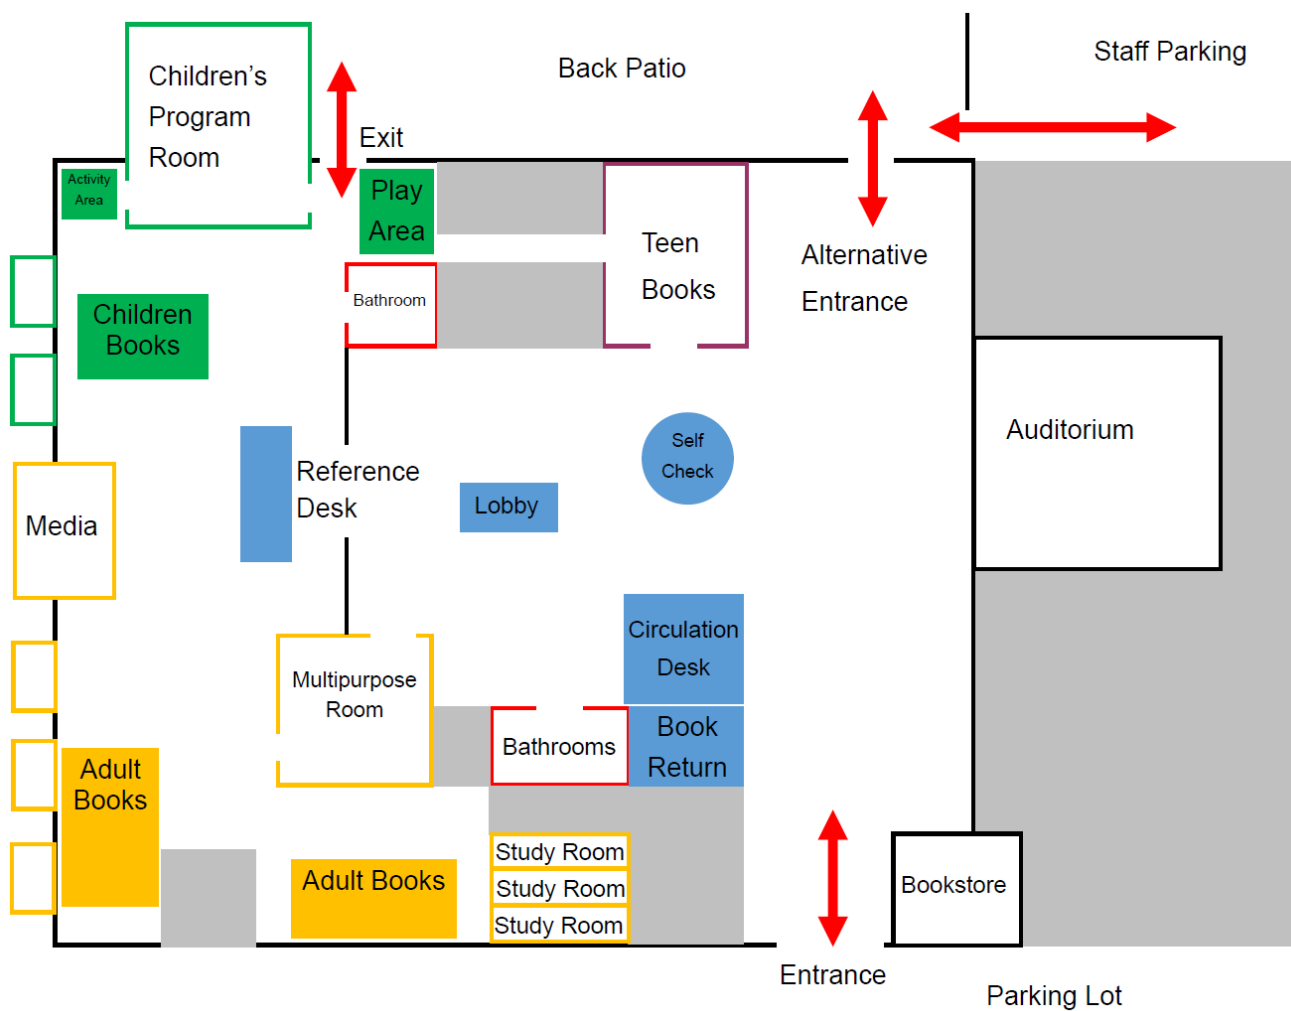 Children's
Program
Room
Back Patio
Staff Parking
Exit
Activity
Area
Play
Area
Teen
Books
Alternative
Entrance
Bathroom
Children
Books
Auditorium
Self
Check
Reference
Desk
Lobby
Media
Circulation
Desk
Multipurpose
Room
Bathrooms
Book
Return
Adult
Books
Study Room
Adult Books
Study Room
Study Room
Bookstore
Entrance
Parking Lot